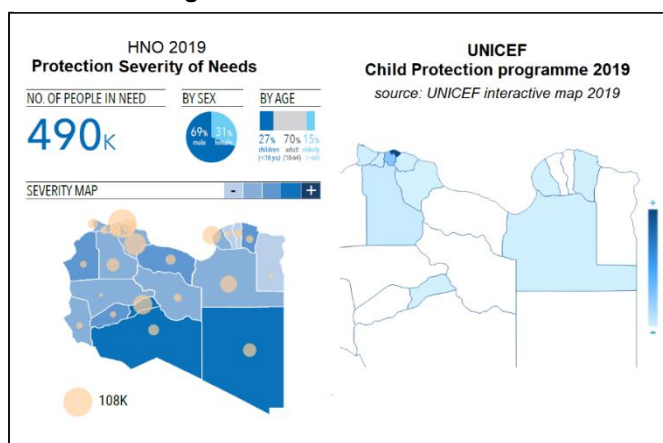 HNO 2019
Protection Severity of Needs
NO. OF PEOPLE IN NEED
BY SEX
BY AGE
490K
69% male
31% female
27% children (<18 yrs)
70% adult (18-64)
15% elderly
SEVERITY MAP
- +
108K
UNICEF
Child Protection programme 2019
source: UNICEF interactive map 2019
+
-